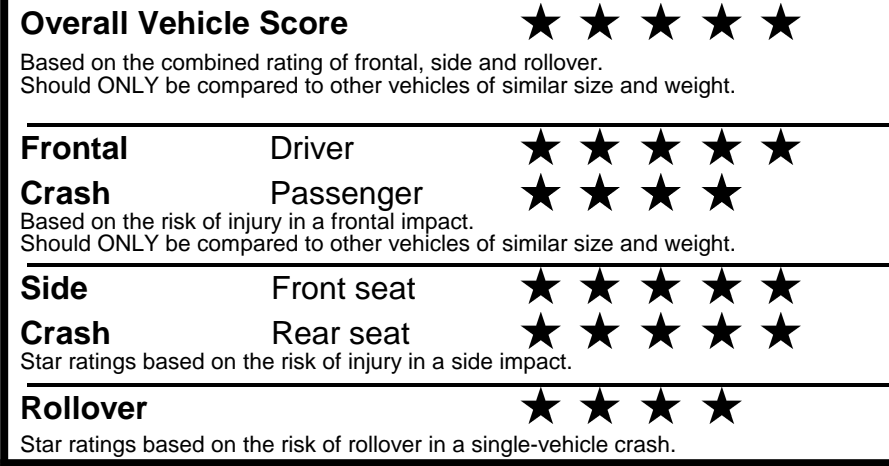 Overall Vehicle Score ★ ★ ★ ★ ★
Based on the combined rating of frontal, side and rollover.
Should ONLY be compared to other vehicles of similar size and weight.
Frontal Driver ★ ★ ★ ★ ★
Crash Passenger ★ ★ ★ ★
Based on the risk of injury in a frontal impact.
Should ONLY be compared to other vehicles of similar size and weight.
Side Front seat ★ ★ ★ ★ ★
Crash Rear seat ★ ★ ★ ★ ★
Star ratings based on the risk of injury in a side impact.
Rollover ★ ★ ★ ★
Star ratings based on the risk of rollover in a single-vehicle crash.